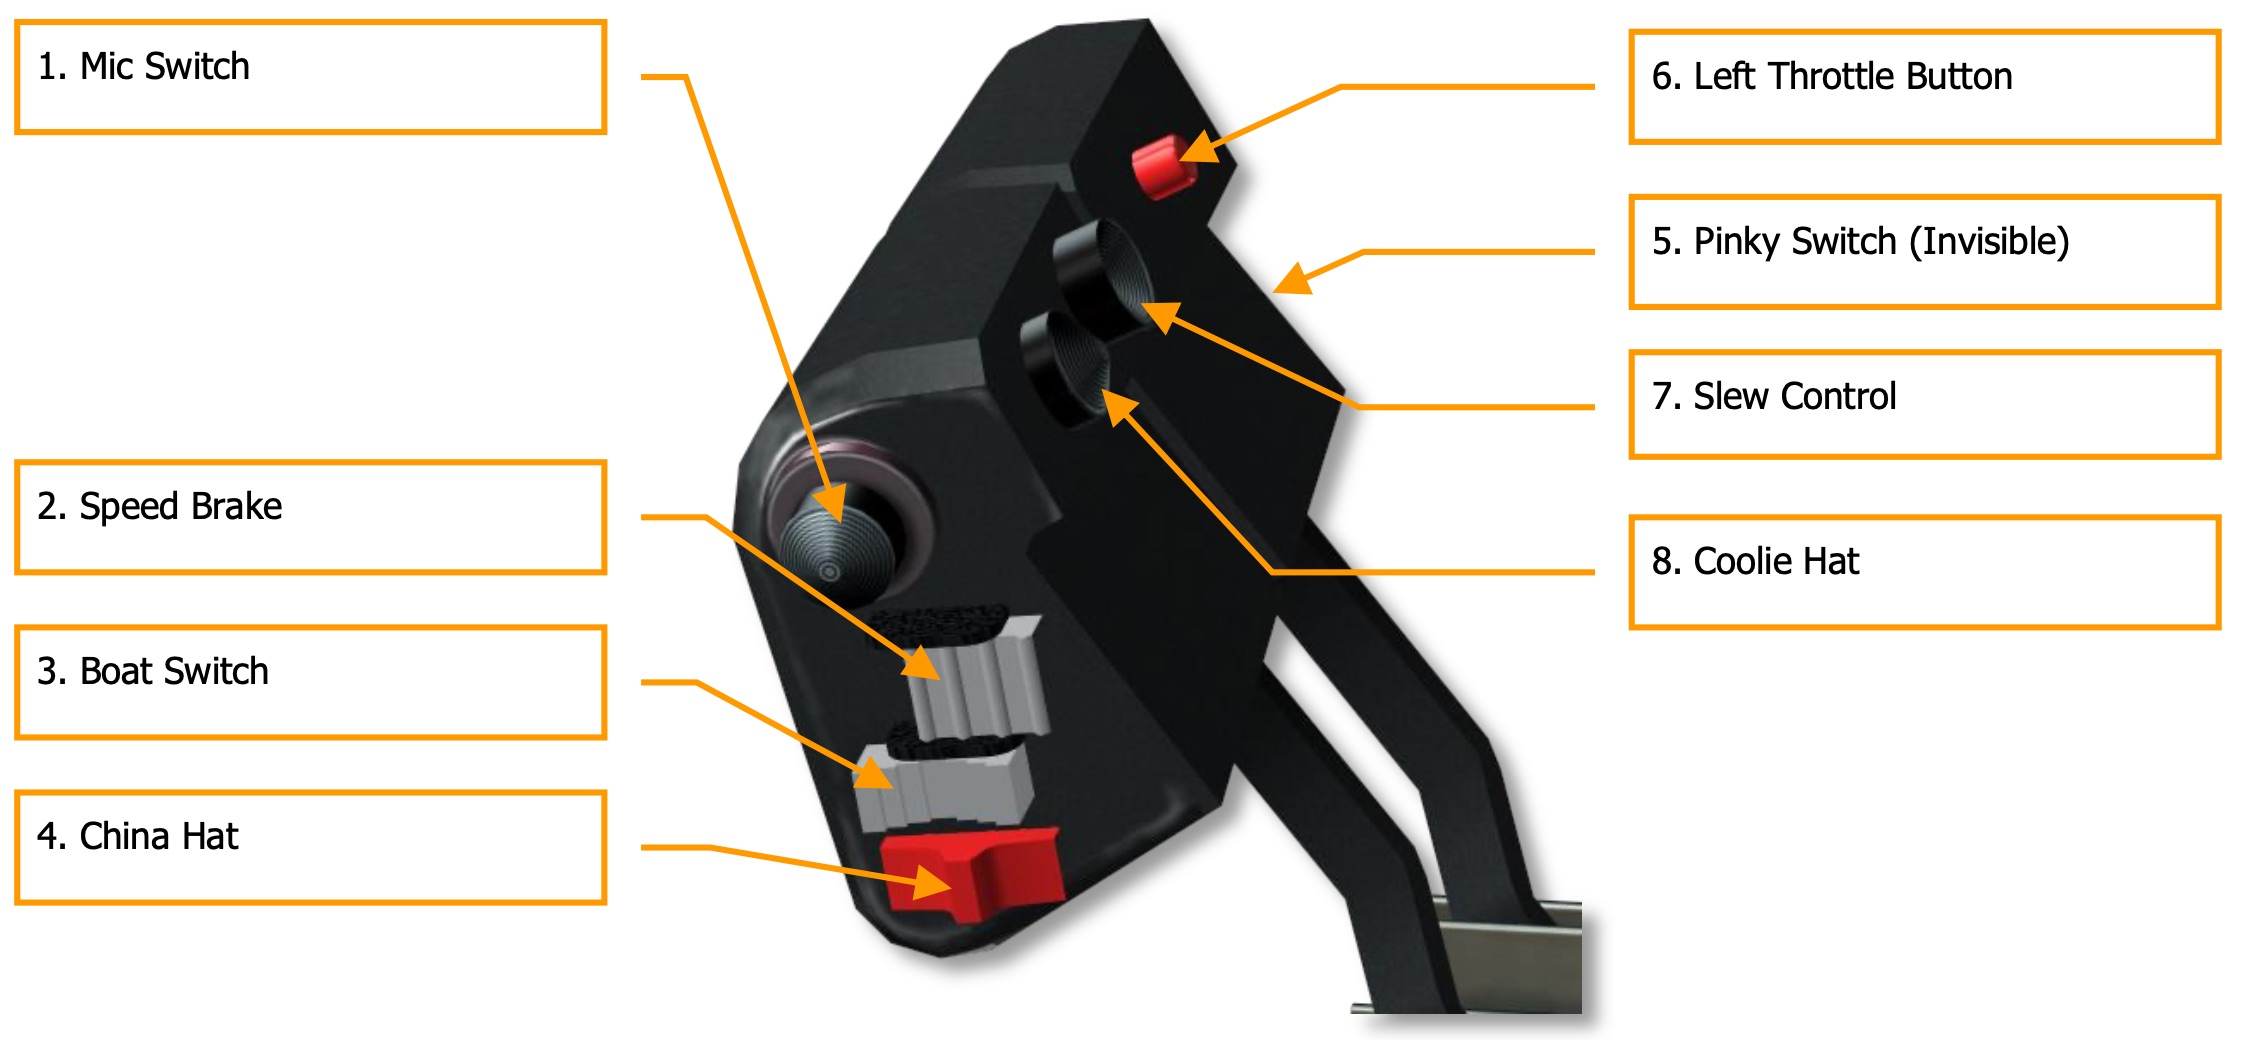 1. Mic Switch
2. Speed Brake
3. Boat Switch
4. China Hat
6. Left Throttle Button
5. Pinky Switch (Invisible)
7. Slew Control
8. Coolie Hat